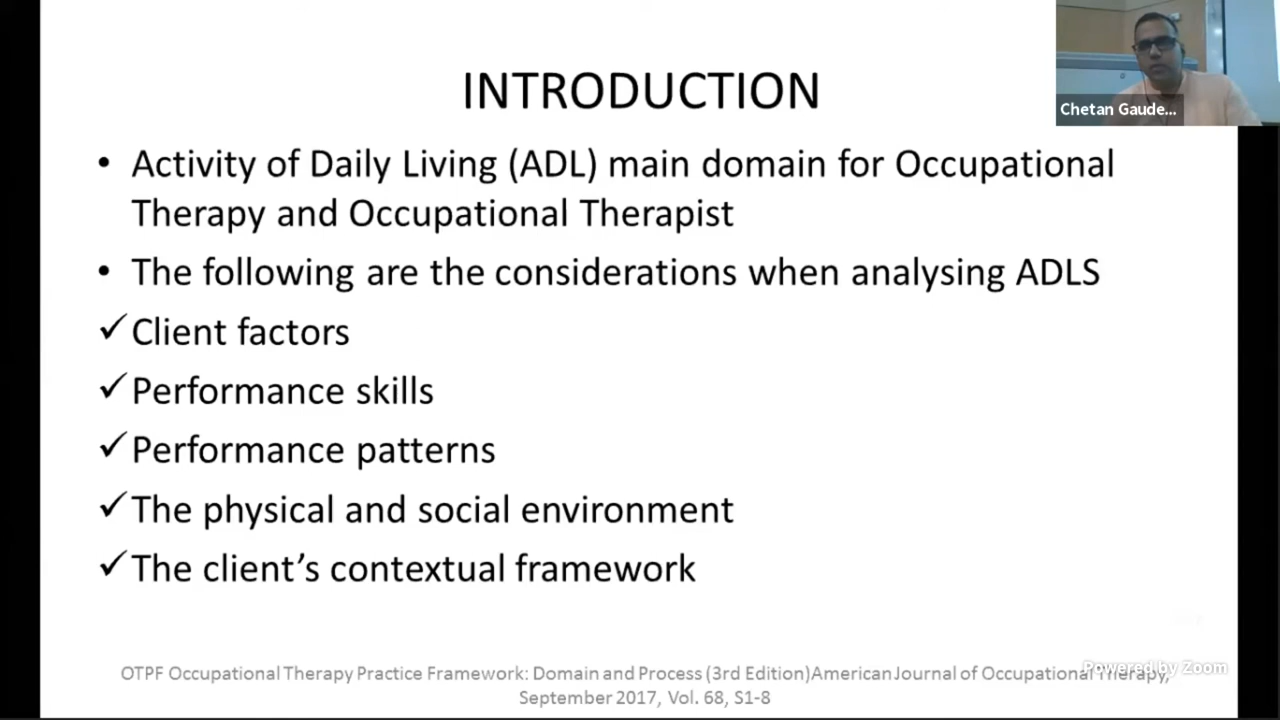 INTRODUCTION
Chetan Gaude...
• Activity of Daily Living (ADL) main domain for Occupational
Therapy and Occupational Therapist
• The following are the considerations when analysing ADLS
✓ Client factors
✓ Performance skills
✓ Performance patterns
✓ The physical and social environment
✓ The client’s contextual framework
OTPF Occupational Therapy Practice Framework: Domain and Process (3rd Edition)American Journal of Occupational Therapy,
September 2017, Vol. 68, S1-8
Powered by Zoom